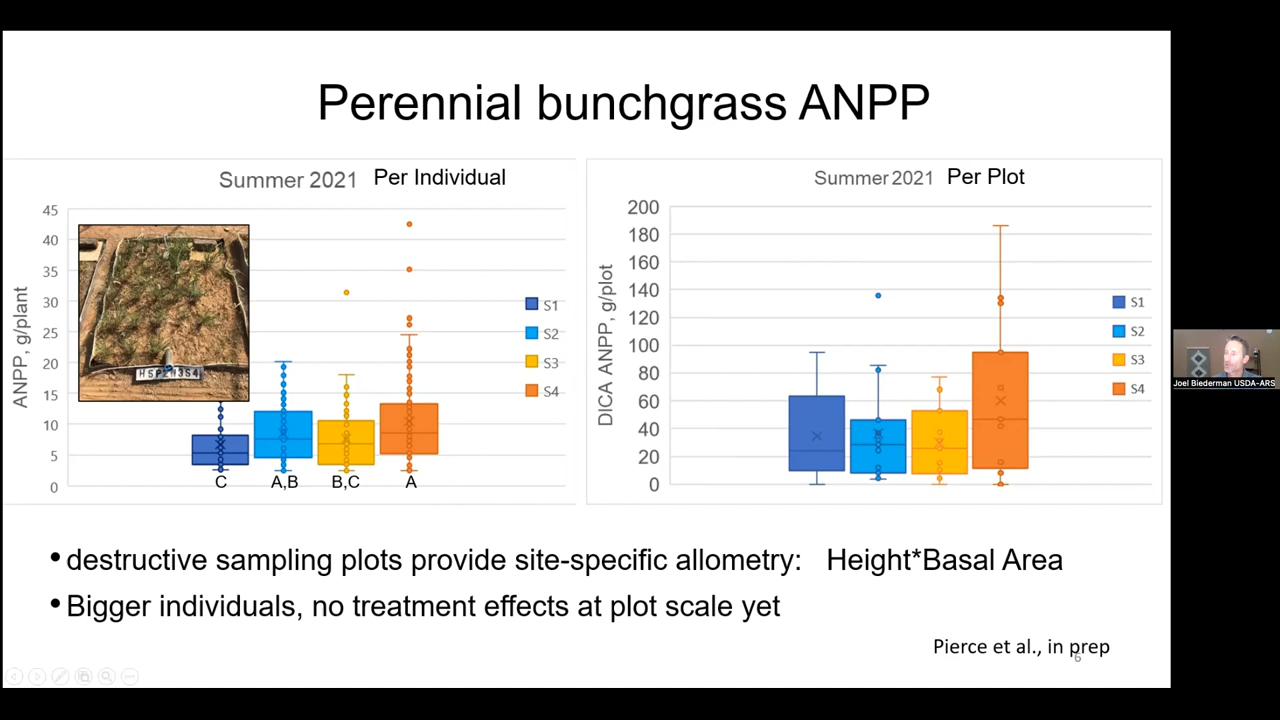 Perennial bunchgrass ANPP
Summer 2021 Per Individual
ANPP, g/plant
45
40
35
30
25
20
15
10
5
0
S1
S2
S3
S4
C
A,B
B,C
A
Summer 2021 Per Plot
DICA ANPP, g/plot
200
180
160
140
120
100
80
60
40
20
0
S1
S2
S3
S4
• destructive sampling plots provide site-specific allometry: Height*Basal Area
• Bigger individuals, no treatment effects at plot scale yet
Pierce et al., in prep
6
Joel Biederman USDA-ARS